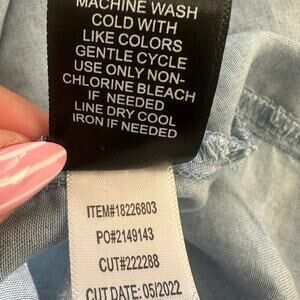 MACHINE WASH
COLD WITH
LIKE COLORS
GENTLE CYCLE
USE ONLY NON-
CHLORINE BLEACH
IF NEEDED
LINE DRY COOL
IRON IF NEEDED
ITEM#18226803
PO#2149143
CUT#222288
CUT DATE: 05/2022